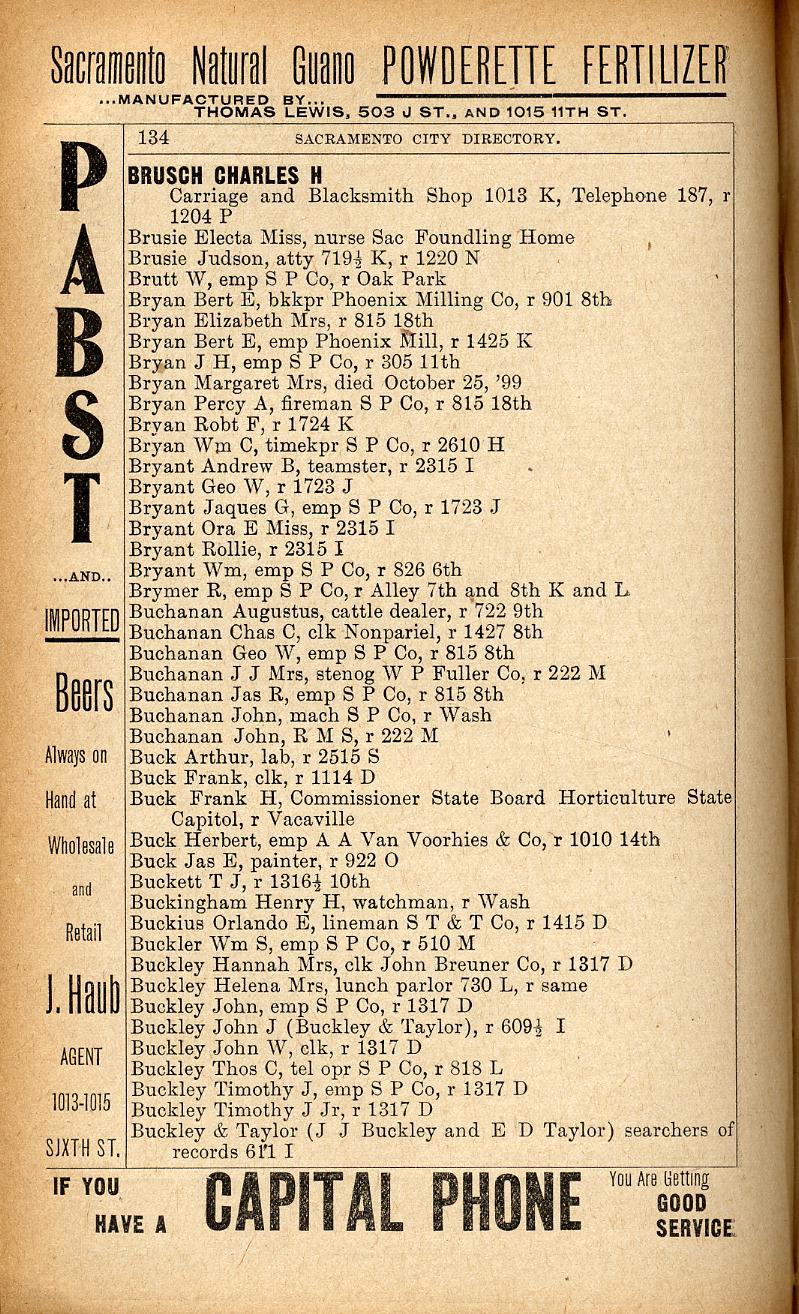 Sacramento Natural Guano POWDERETTE FERTILIZER
...MANUFACTURED BY...
THOMAS LEWIS, 503 J ST., AND 1015 11TH ST.
134 SACRAMENTO CITY DIRECTORY.
BRUSCH CHARLES H
Carriage and Blacksmith Shop 1013 K, Telephone 187, r
1204 P
Brusie Electa Miss, nurse Sac Foundling Home
Brusie Judson, atty 719½ K, r 1220 N
Brutt W, emp S P Co, r Oak Park
Bryan Bert E, bkkpr Phoenix Milling Co, r 901 8th
Bryan Elizabeth Mrs, r 815 18th
Bryan Bert E, emp Phoenix Mill, r 1425 K
Bryan J H, emp S P Co, r 305 11th
Bryan Margaret Mrs, died October 25, '99
Bryan Percy A, fireman S P Co, r 815 18th
Bryan Robt F, r 1724 K
Bryan Wm C, timekpr S P Co, r 2610 H
Bryant Andrew B, teamster, r 2315 I
Bryant Geo W, r 1723 J
Bryant Jaques G, emp S P Co, r 1723 J
Bryant Ora E Miss, r 2315 I
Bryant Rollie, r 2315 I
Bryant Wm, emp S P Co, r 826 6th
Brymer R, emp S P Co, r Alley 7th and 8th K and L
Buchanan Augustus, cattle dealer, r 722 9th
Buchanan Chas C, clk Nonpariel, r 1427 8th
Buchanan Geo W, emp S P Co, r 815 8th
Buchanan J J Mrs, stenog W P Fuller Co, r 222 M
Buchanan Jas R, emp S P Co, r 815 8th
Buchanan John, mach S P Co, r Wash
Buchanan John, R M S, r 222 M
Buck Arthur, lab, r 2515 S
Buck Frank, clk, r 1114 D
Buck Frank H, Commissioner State Board Horticulture State
Capitol, r Vacaville
Buck Herbert, emp A A Van Voorhies & Co, r 1010 14th
Buck Jas E, painter, r 922 O
Buckett T J, r 1316½ 10th
Buckingham Henry H, watchman, r Wash
Buckius Orlando E, lineman S T & T Co, r 1415 D
Buckler Wm S, emp S P Co, r 510 M
Buckley Hannah Mrs, clk John Breuner Co, r 1317 D
Buckley Helena Mrs, lunch parlor 730 L, r same
Buckley John, emp S P Co, r 1317 D
Buckley John J (Buckley & Taylor), r 609½ I
Buckley John W, clk, r 1317 D
Buckley Thos C, tel opr S P Co, r 818 L
Buckley Timothy J, emp S P Co, r 1317 D
Buckley Timothy J Jr, r 1317 D
Buckley & Taylor (J J Buckley and E D Taylor) searchers of
records 611 I
PABST
...AND..
IMPORTED
Beers
Always on
Hand at
Wholesale
and
Retail
J. Haub
AGENT
1013-1015
SIXTH ST.
IF YOU
HAVE A
CAPITAL PHONE
You Are Getting
GOOD
SERVICE.